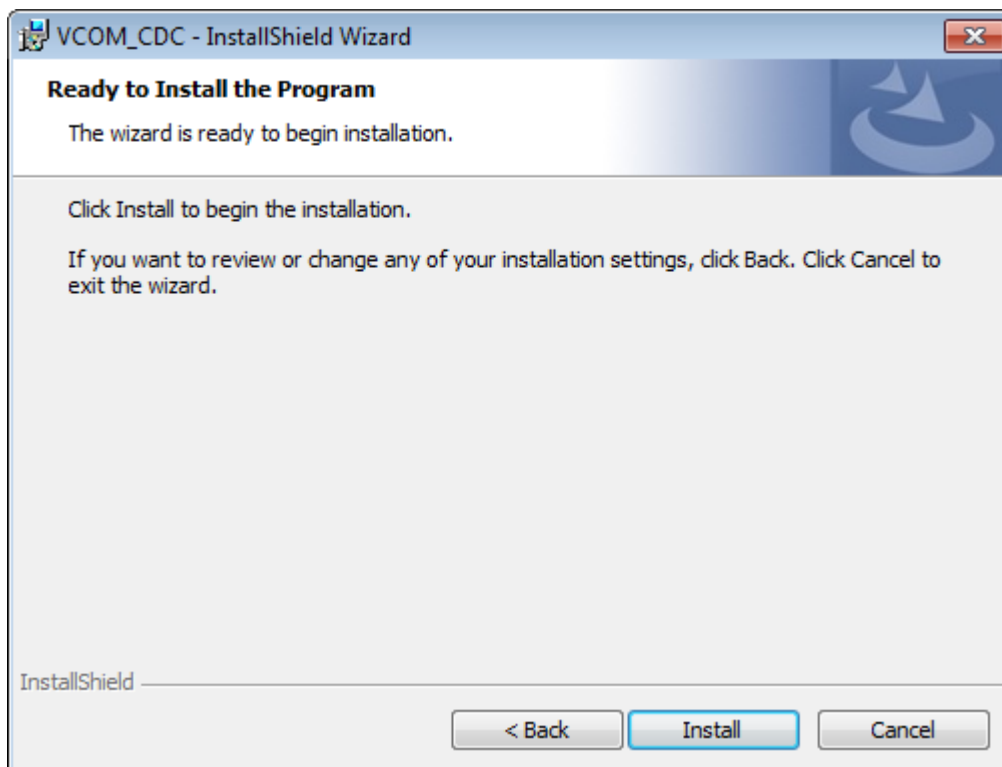 VCOM_CDC - InstallShield Wizard
Ready to Install the Program
The wizard is ready to begin installation.
Click Install to begin the installation.
If you want to review or change any of your installation settings, click Back. Click Cancel to
exit the wizard.
InstallShield
< Back
Install
Cancel